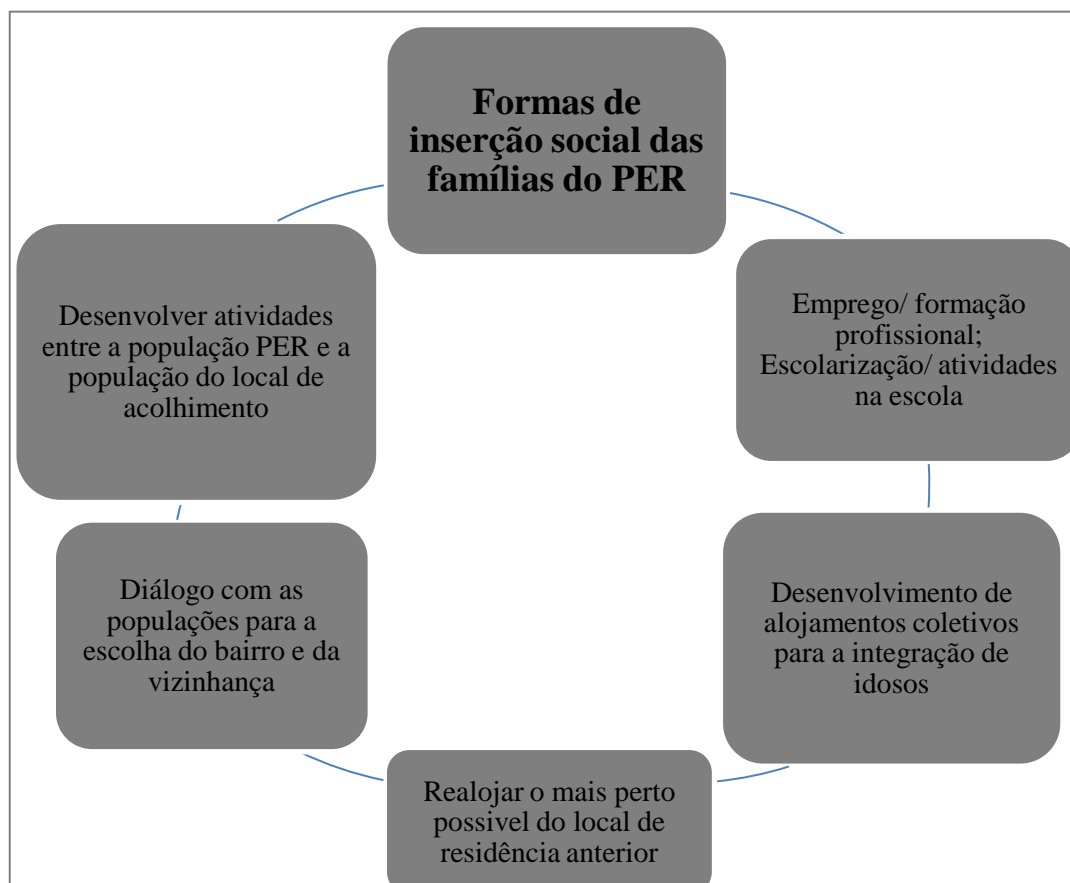 Formas de
inserção social das
famílias do PER
Emprego/ formação
profissional;
Escolarização/ atividades
na escola
Desenvolvimento de
alojamentos coletivos
para a integração de
idosos
Realojar o mais perto
possivel do local de
residência anterior
Diálogo com as
populações para a
escolha do bairro e da
vizinhança
Desenvolver atividades
entre a população PER e a
população do local de
acolhimento